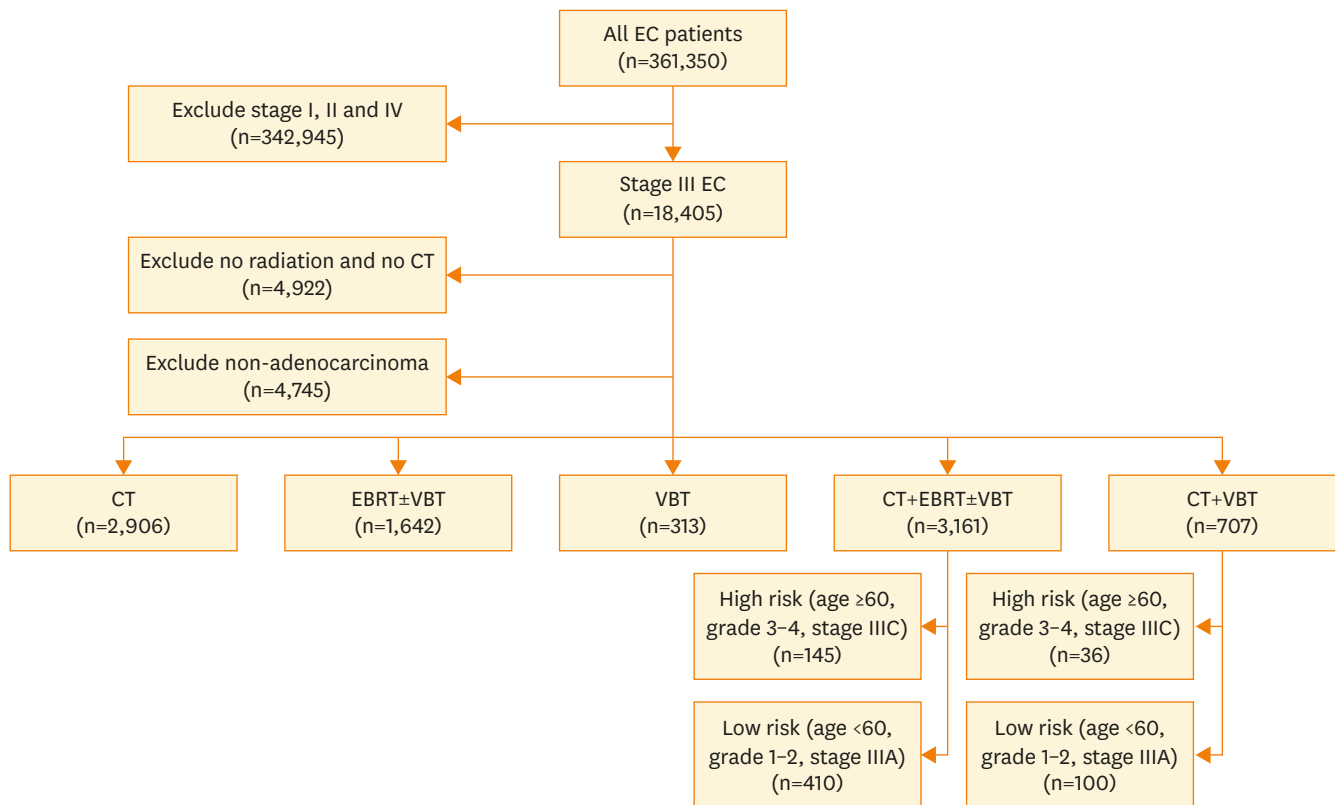 All EC patients
(n=361,350)
Exclude stage I, II and IV
(n=342,945)
Stage III EC
(n=18,405)
Exclude no radiation and no CT
(n=4,922)
Exclude non-adenocarcinoma
(n=4,745)
CT
(n=2,906)
EBRT±VBT
(n=1,642)
VBT
(n=313)
CT+EBRT±VBT
(n=3,161)
CT+VBT
(n=707)
High risk (age ≥60,
grade 3–4, stage IIIC)
(n=145)
High risk (age ≥60,
grade 3–4, stage IIIC)
(n=36)
Low risk (age <60,
grade 1–2, stage IIIA)
(n=410)
Low risk (age <60,
grade 1–2, stage IIIA)
(n=100)